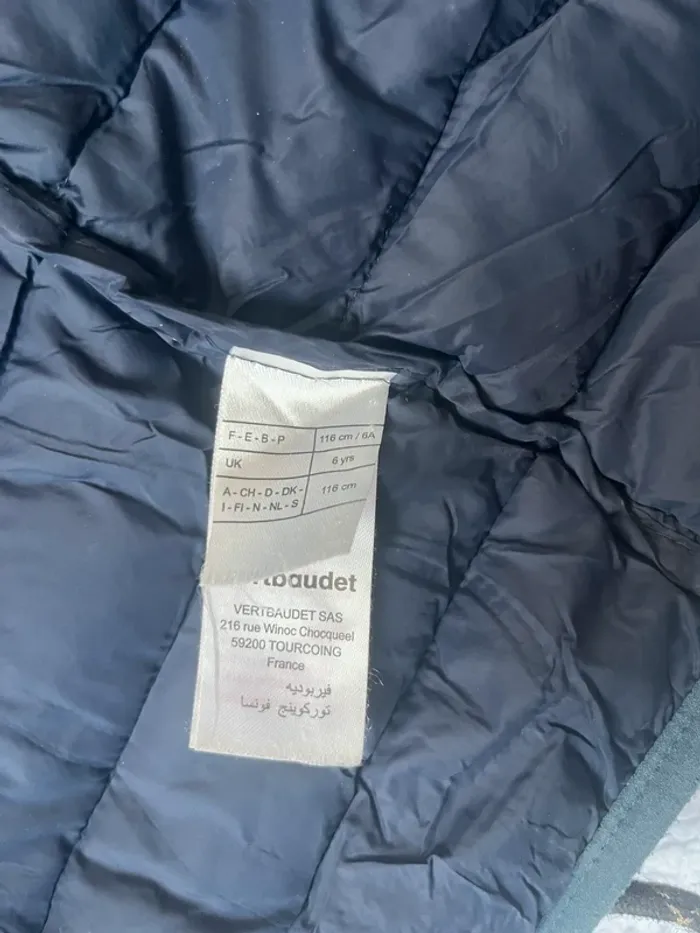 F - E - B - P 116 cm / 6A
UK 6 yrs
A - CH - D - DK - 116 cm
I - FI - N - NL - S
VERTBAUDET SAS
216 rue Winoc Chocqueel
59200 TOURCOING
France
فيربوديه
توركوينج فرنسا